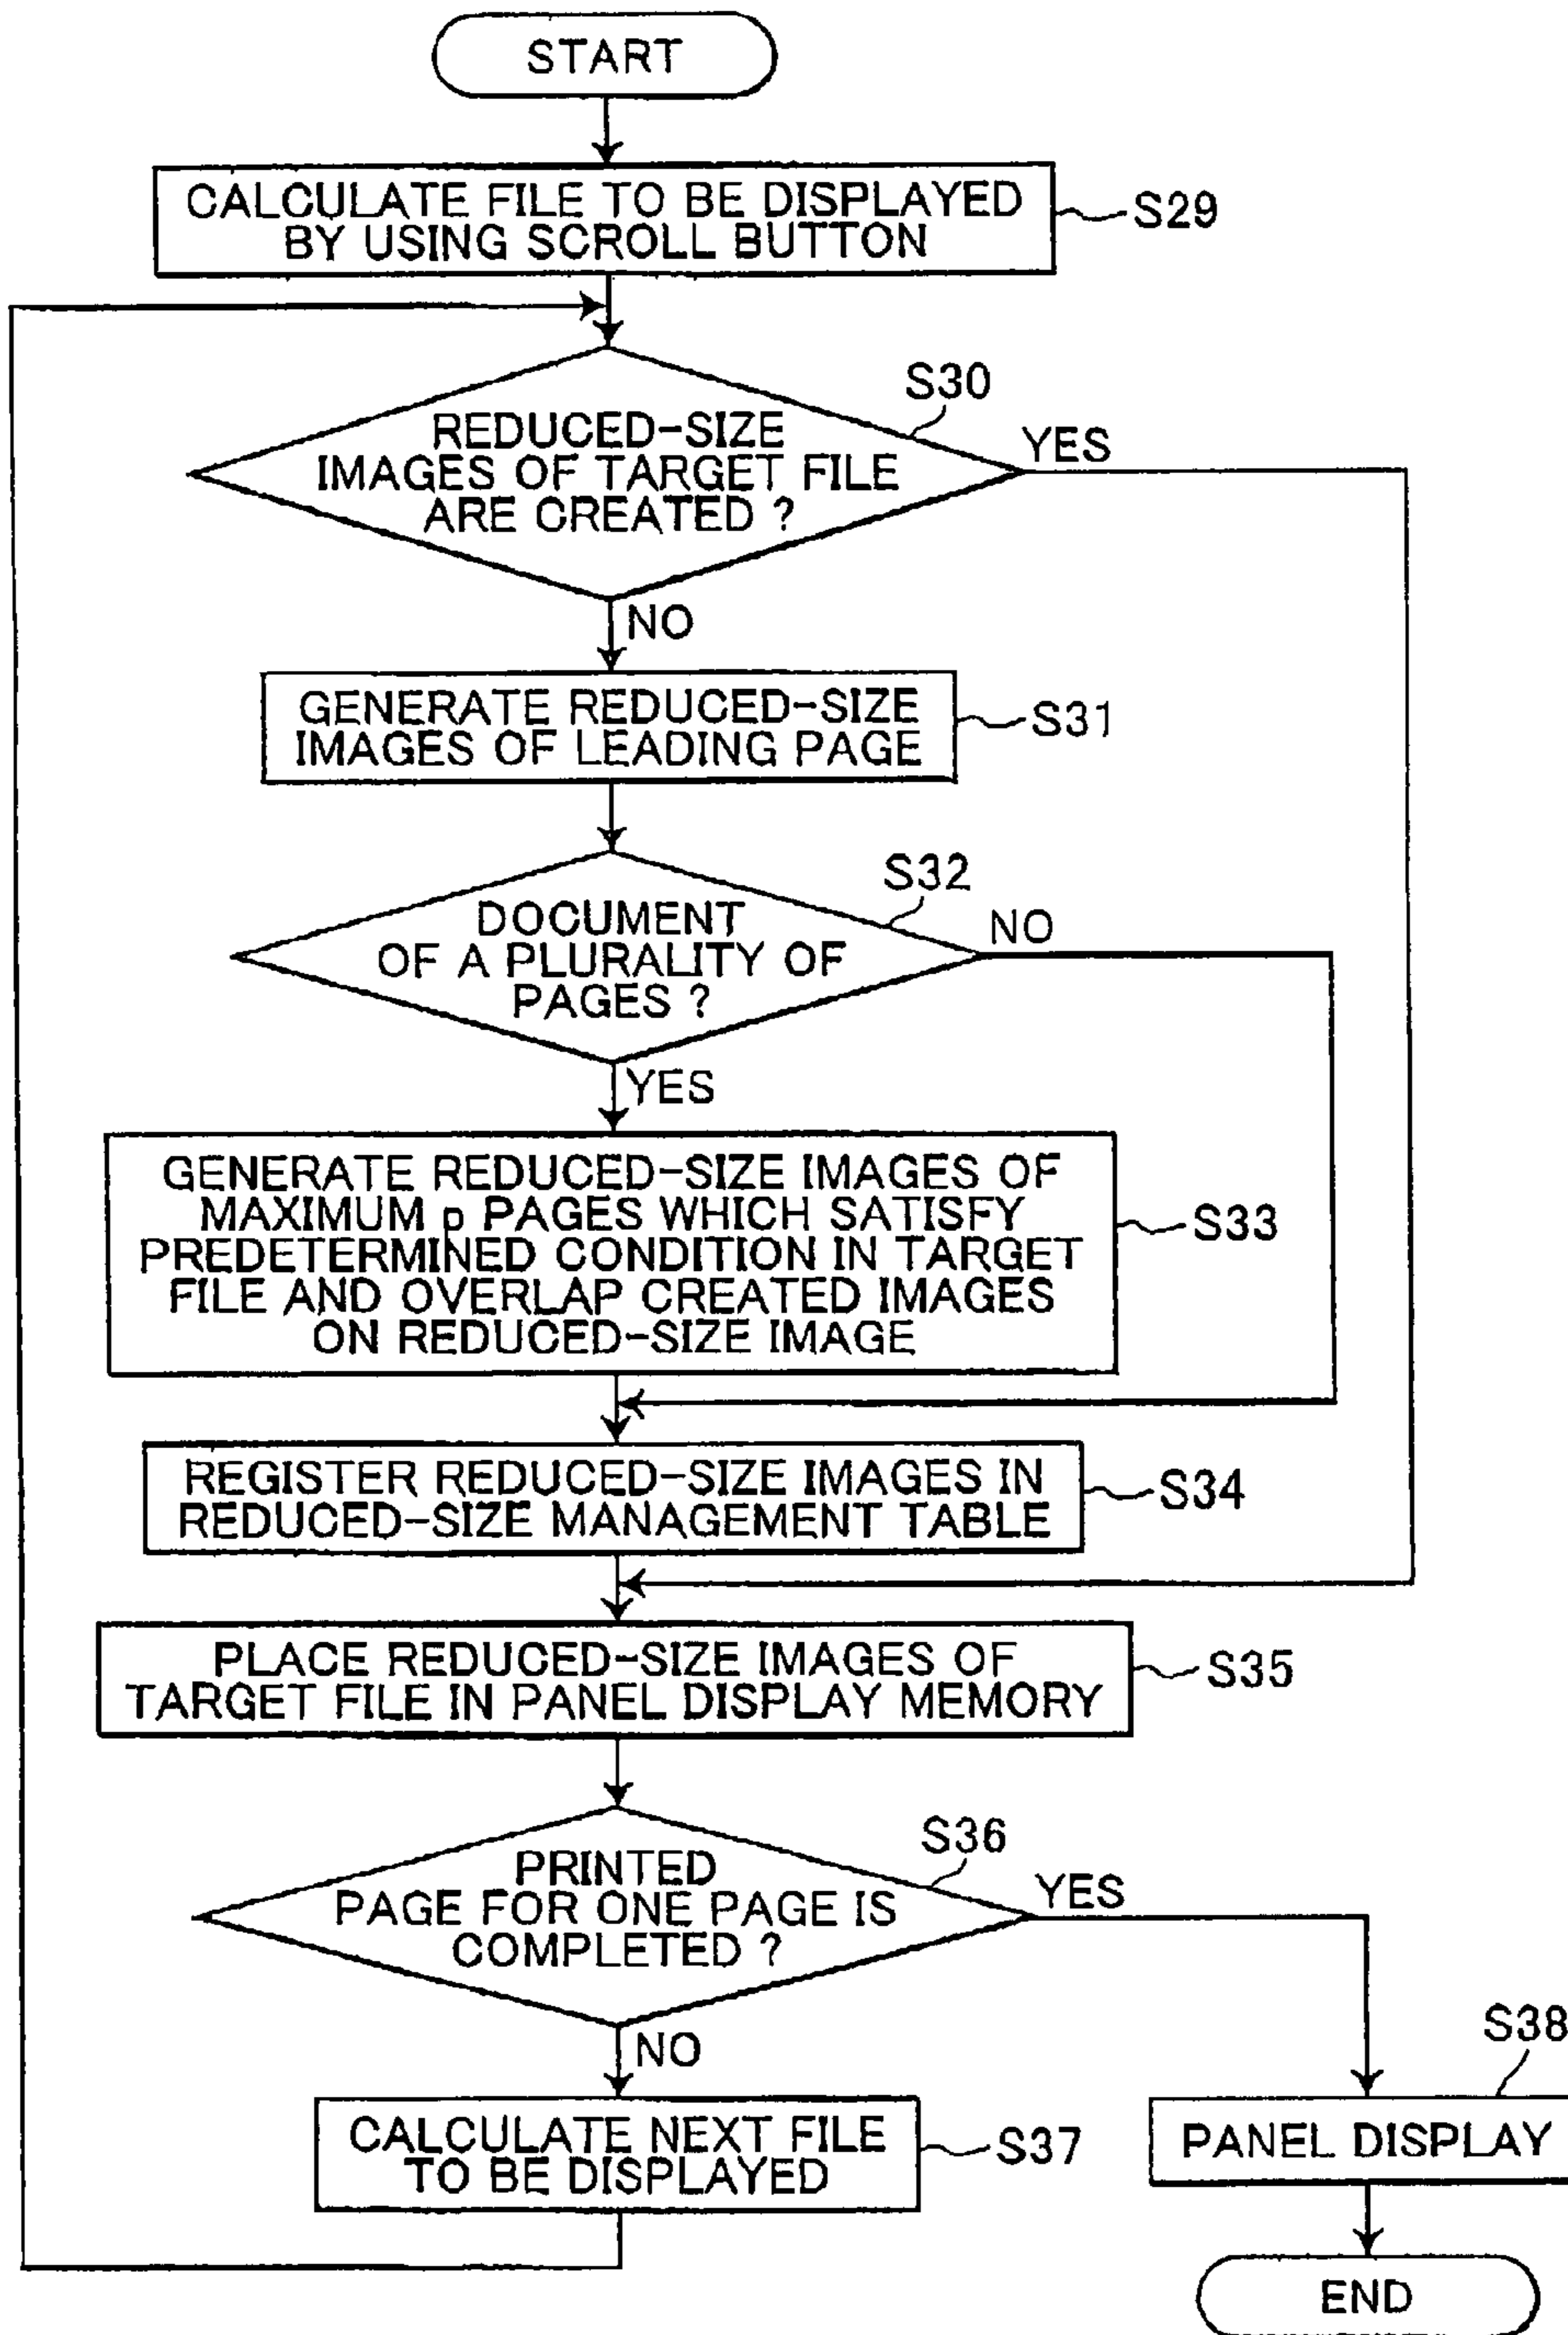 START
CALCULATE FILE TO BE DISPLAYED
BY USING SCROLL BUTTON
S29
S30
REDUCED-SIZE
IMAGES OF TARGET FILE
ARE CREATED ?
YES
NO
GENERATE REDUCED-SIZE
IMAGES OF LEADING PAGE
S31
S32
DOCUMENT
OF A PLURALITY OF
PAGES ?
NO
YES
GENERATE REDUCED-SIZE IMAGES OF
MAXIMUM p PAGES WHICH SATISFY
PREDETERMINED CONDITION IN TARGET
FILE AND OVERLAP CREATED IMAGES
ON REDUCED-SIZE IMAGE
S33
REGISTER REDUCED-SIZE IMAGES IN
REDUCED-SIZE MANAGEMENT TABLE
S34
PLACE REDUCED-SIZE IMAGES OF
TARGET FILE IN PANEL DISPLAY MEMORY
S35
S36
PRINTED
PAGE FOR ONE PAGE IS
COMPLETED ?
YES
NO
CALCULATE NEXT FILE
TO BE DISPLAYED
S37
S38
PANEL DISPLAY
END